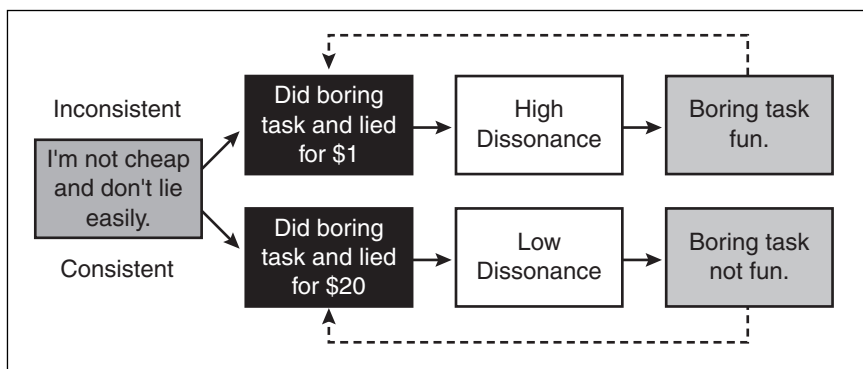 Inconsistent
I'm not cheap
and don't lie
easily.
Consistent
Did boring
task and lied
for $1
High
Dissonance
Boring task
fun.
Did boring
task and lied
for $20
Low
Dissonance
Boring task
not fun.